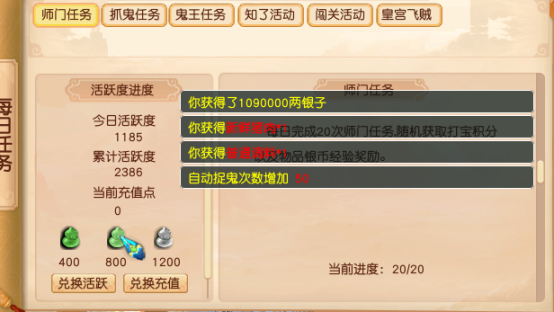 师门任务 抓鬼任务 鬼王任务 知了活动 闯关活动 皇宫飞贼
每日任务
活跃度进度
今日活跃度
1185
累计活跃度
2386
当前充值点
0
400 800 1200
兑换活跃 兑换充值
师门任务
你获得了1090000两银子
你获得
每日完成20次师门任务,随机获取打宝积分
你获得
以及物品银币经验奖励。
自动捉鬼次数增加
当前进度：20/20